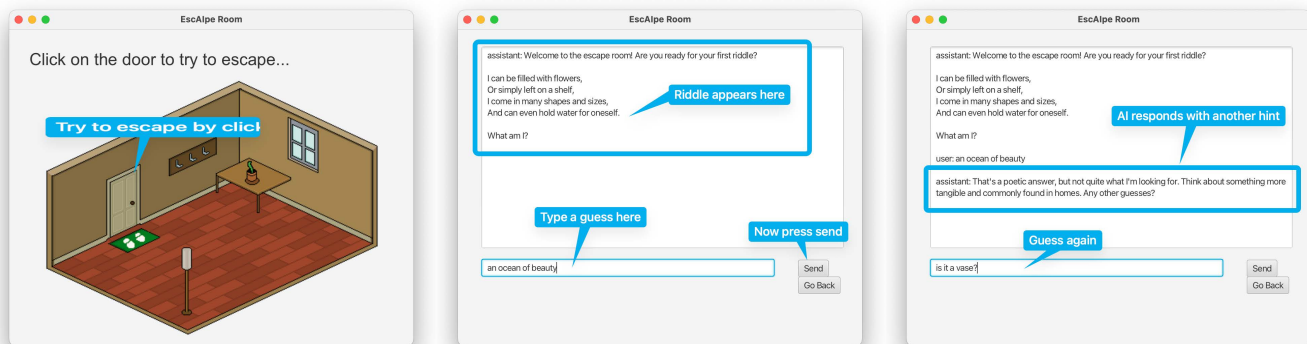 EscAIpe Room
Click on the door to try to escape...
Try to escape by clic
EscAIpe Room
assistant: Welcome to the escape room! Are you ready for your first riddle?
I can be filled with flowers,
Or simply left on a shelf,
I come in many shapes and sizes,
And can even hold water for oneself.
What am I?
Riddle appears here
Type a guess here
Now press send
an ocean of beauty
Send
Go Back
EscAIpe Room
assistant: Welcome to the escape room! Are you ready for your first riddle?
I can be filled with flowers,
Or simply left on a shelf,
I come in many shapes and sizes,
And can even hold water for oneself.
AI responds with another hint
What am I?
user: an ocean of beauty
assistant: That's a poetic answer, but not quite what I'm looking for. Think about something more
tangible and commonly found in homes. Any other guesses?
Guess again
is it a vase?
Send
Go Back